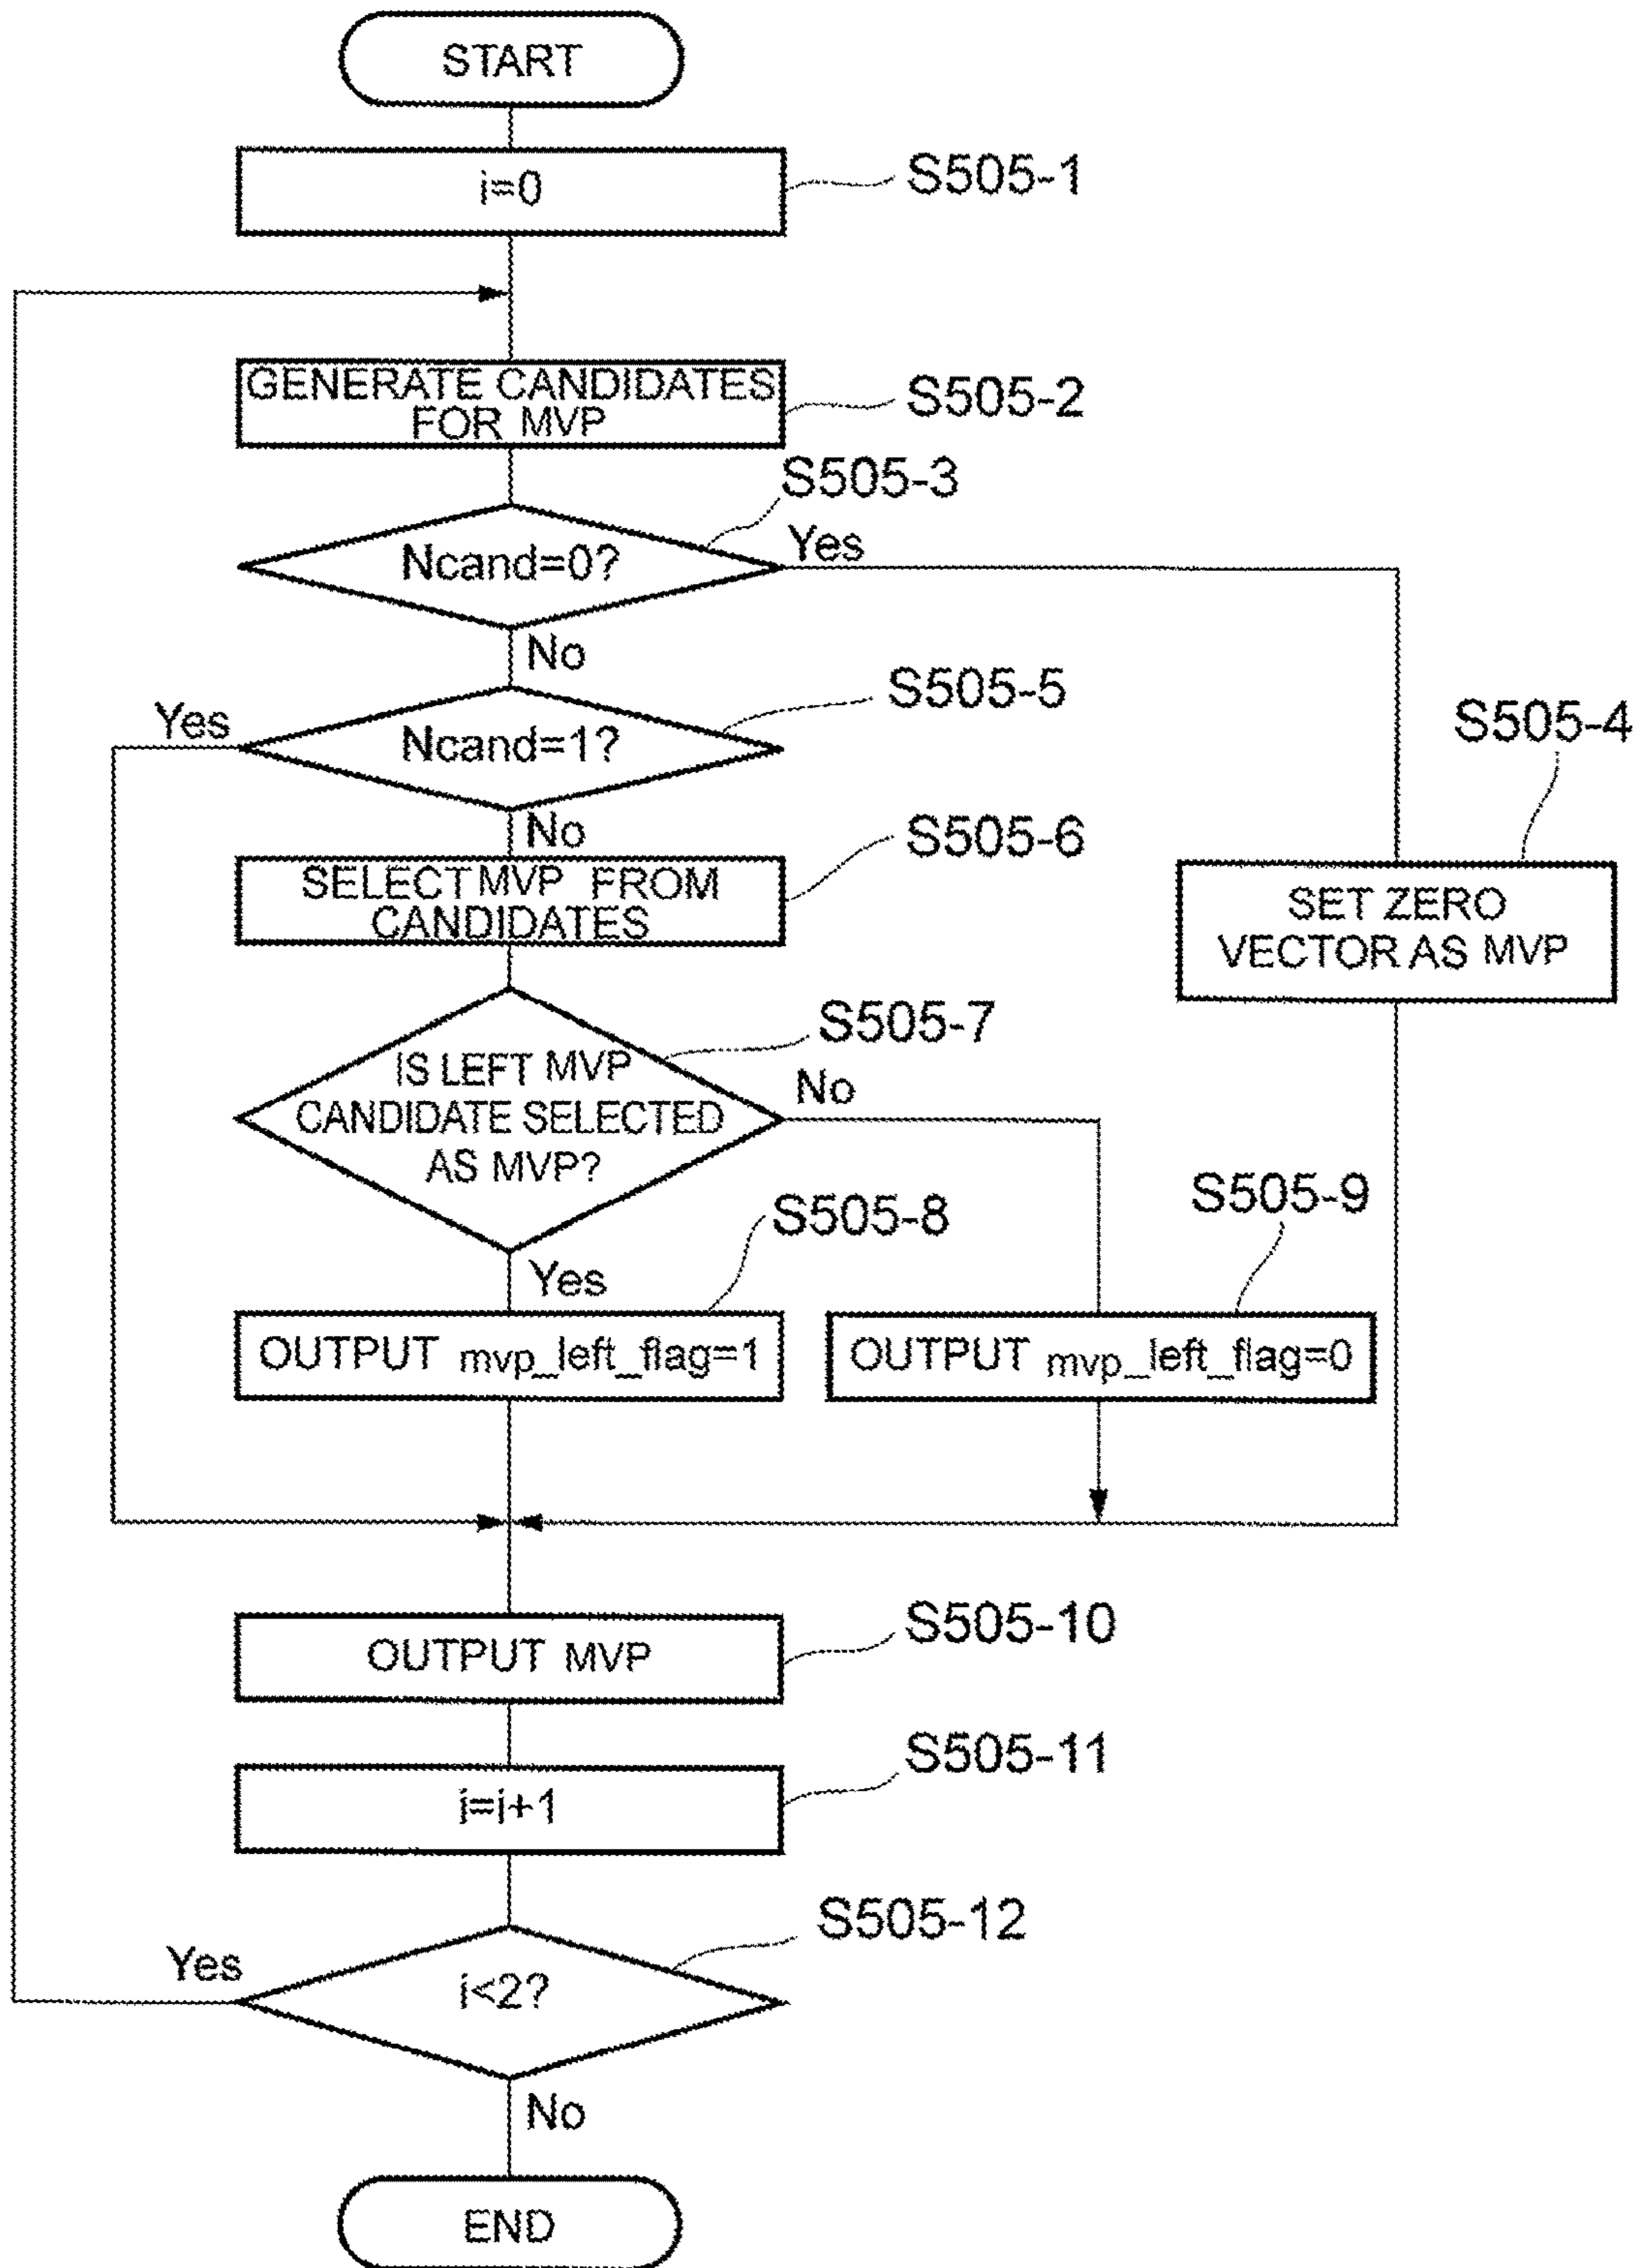 START
i=0
S505-1
GENERATE CANDIDATES
FOR MVP
S505-2
S505-3
Ncand=0?
Yes
No
S505-5
Yes
Ncand=1?
S505-4
No
S505-6
SELECT MVP FROM
CANDIDATES
SET ZERO
VECTOR AS MVP
S505-7
IS LEFT MVP
CANDIDATE SELECTED
AS MVP?
No
S505-9
S505-8
Yes
OUTPUT mvp_left_flag=1
OUTPUT mvp_left_flag=0
S505-10
OUTPUT MVP
S505-11
i=i+1
S505-12
Yes
i<2?
No
END